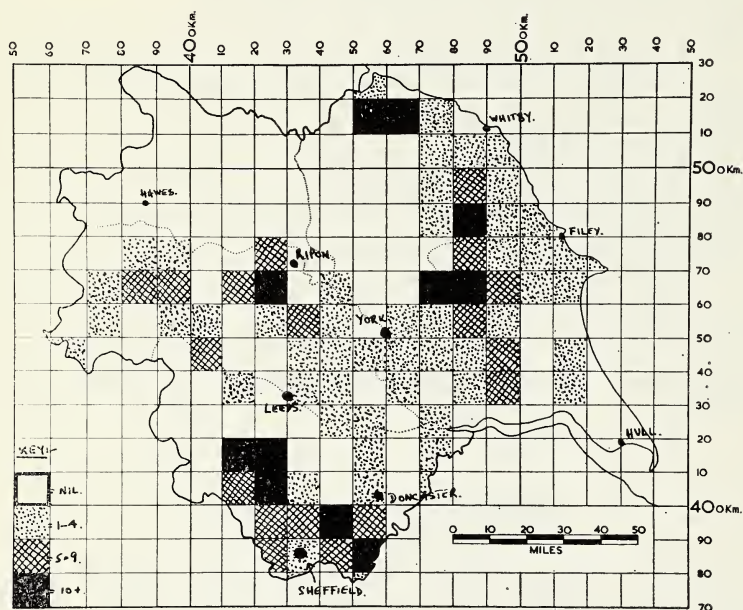 50 60 70 80 90 400Km. 10 20 30 40 50 60 70 80 90 500Km. 10 20 30 40 50
30
20
WHITBY.
10
500Km.
HAWES.
90
FILEY.
80
RIPON.
70
60
YORK.
50
40
LEEDS.
30
HULL.
20
KEY:-
10
= NIL.
DONCASTER.
400Km.
= 1-4.
0 10 20 30 40 50
MILES
90
= 5-9.
80
= 10+.
SHEFFIELD.
70